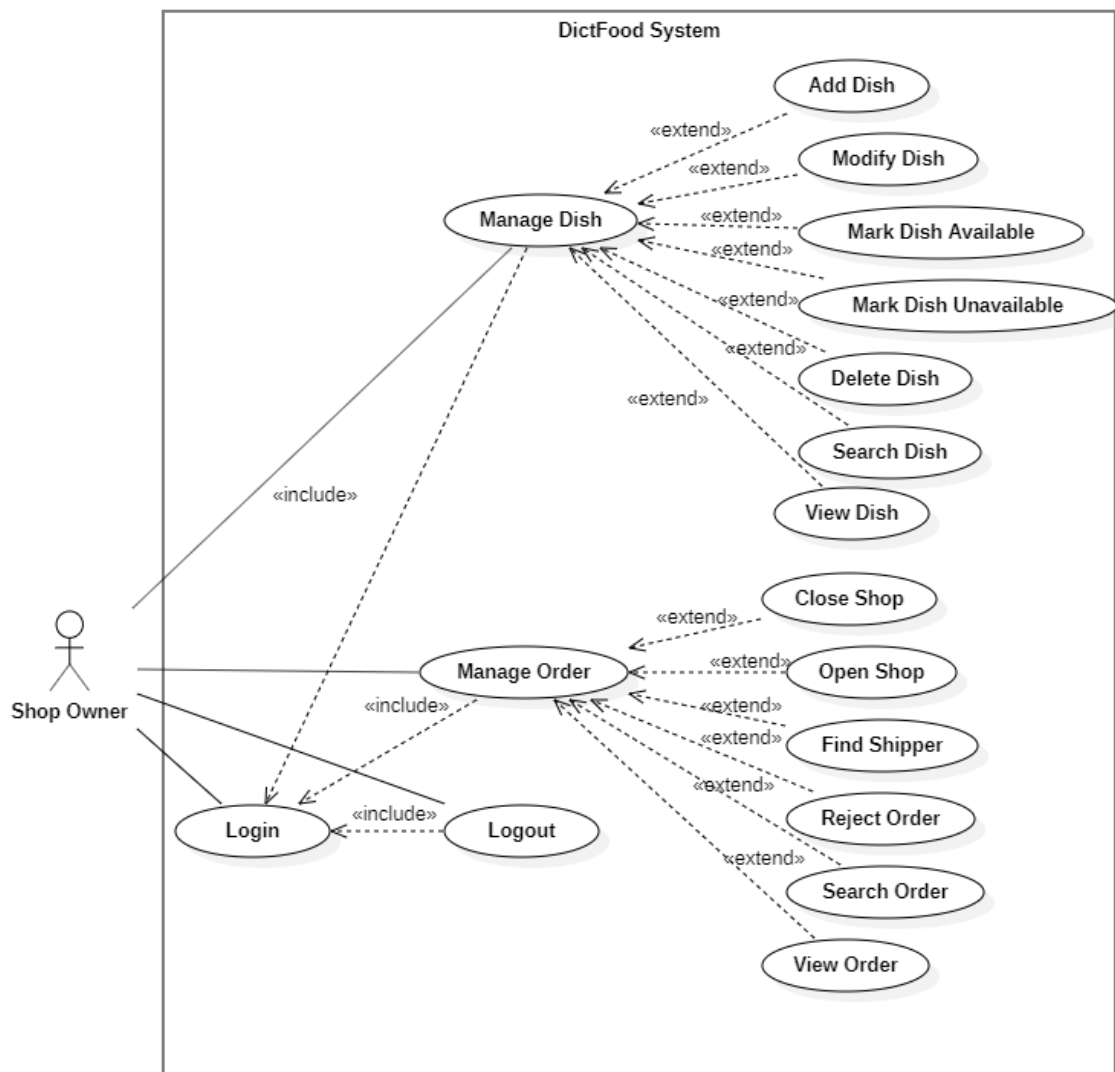 DictFood System
Add Dish
«extend»
Modify Dish
«extend»
Manage Dish
«extend»
Mark Dish Available
«extend»
Mark Dish Unavailable
«extend»
«extend»
Delete Dish
«extend»
Search Dish
«include»
View Dish
Close Shop
«extend»
Manage Order
«extend»
Open Shop
Shop Owner
«include»
«extend»
Find Shipper
«extend»
«extend»
Reject Order
Login
«include»
Logout
«extend»
Search Order
View Order